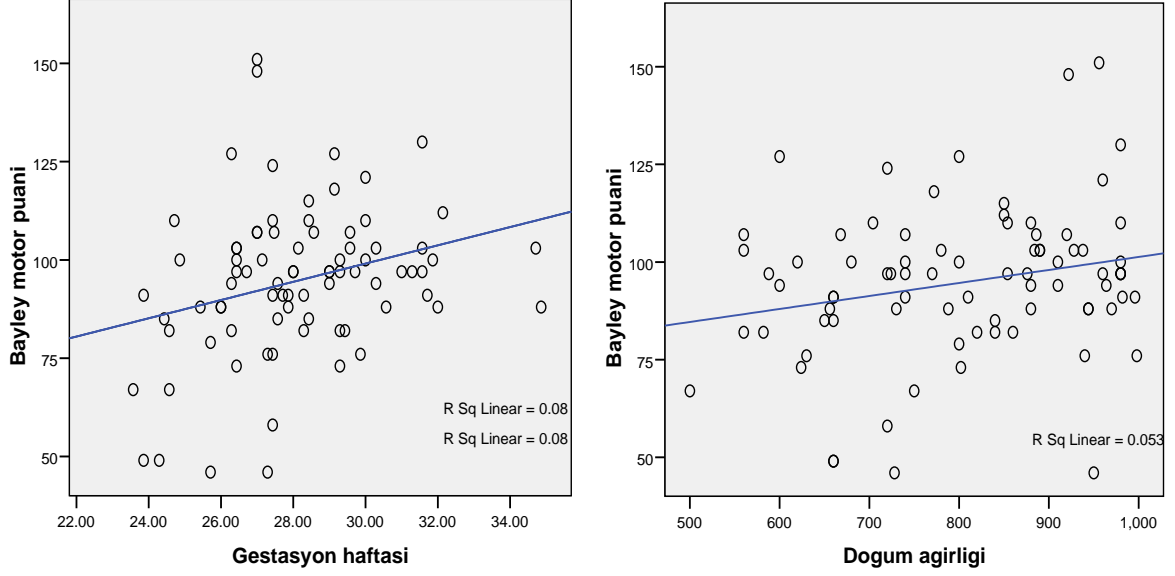 Bayley motor puani
150
125
100
75
50
R Sq Linear = 0.08
R Sq Linear = 0.08
22.00 24.00 26.00 28.00 30.00 32.00 34.00
Gestasyon haftasi
Bayley motor puani
150
125
100
75
50
R Sq Linear = 0.053
500 600 700 800 900 1,000
Dogum agirligi